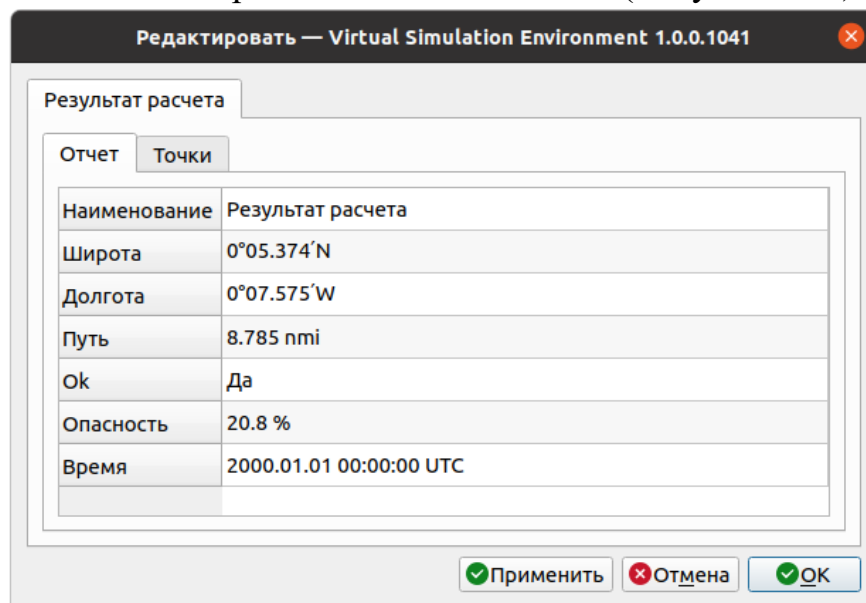 Редактировать — Virtual Simulation Environment 1.0.0.1041
Результат расчета
Отчет Точки
Наименование Результат расчета
Широта 0°05.374′N
Долгота 0°07.575′W
Путь 8.785 nmi
Ok Да
Опасность 20.8 %
Время 2000.01.01 00:00:00 UTC
Применить Отмена OK